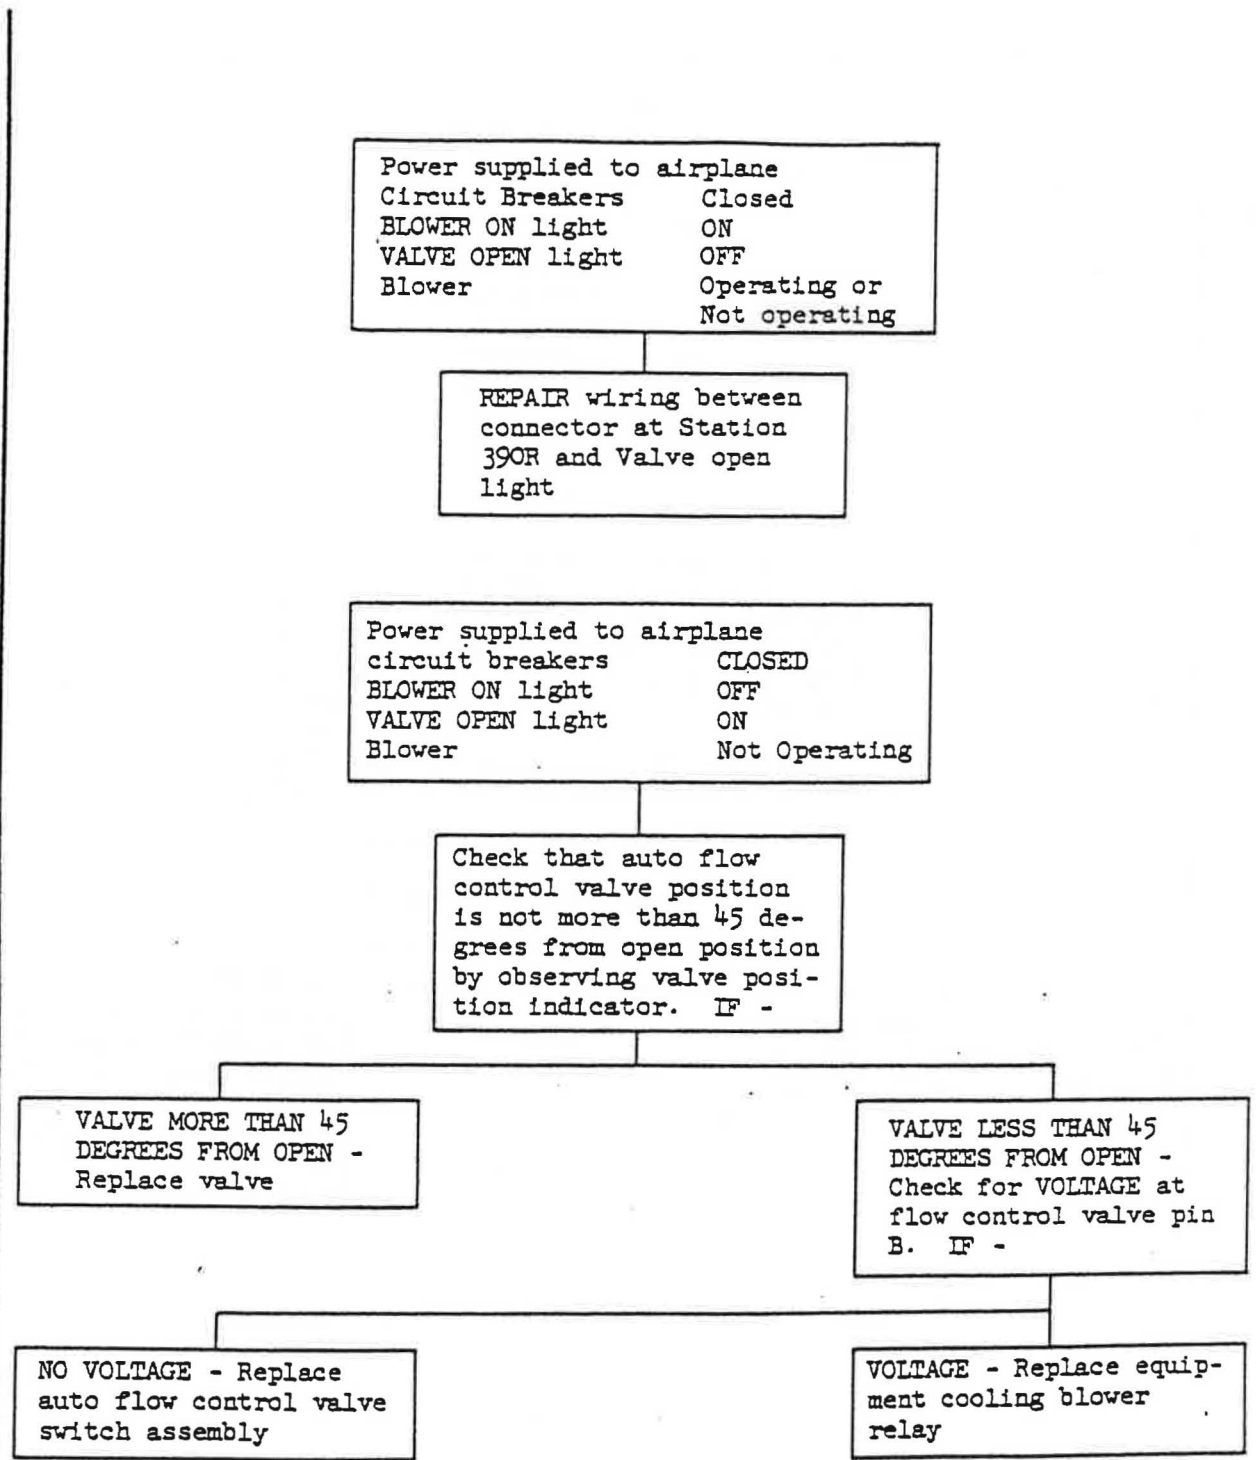 Power supplied to airplane
Circuit Breakers Closed
BLOWER ON light ON
VALVE OPEN light OFF
Blower Operating or
Not operating
REPAIR wiring between
connector at Station
390R and Valve open
light
Power supplied to airplane
circuit breakers CLOSED
BLOWER ON light OFF
VALVE OPEN light ON
Blower Not Operating
Check that auto flow
control valve position
is not more than 45 de-
grees from open position
by observing valve posi-
tion indicator. IF -
VALVE MORE THAN 45
DEGREES FROM OPEN -
Replace valve
VALVE LESS THAN 45
DEGREES FROM OPEN -
Check for VOLTAGE at
flow control valve pin
B. IF -
NO VOLTAGE - Replace
auto flow control valve
switch assembly
VOLTAGE - Replace equip-
ment cooling blower
relay